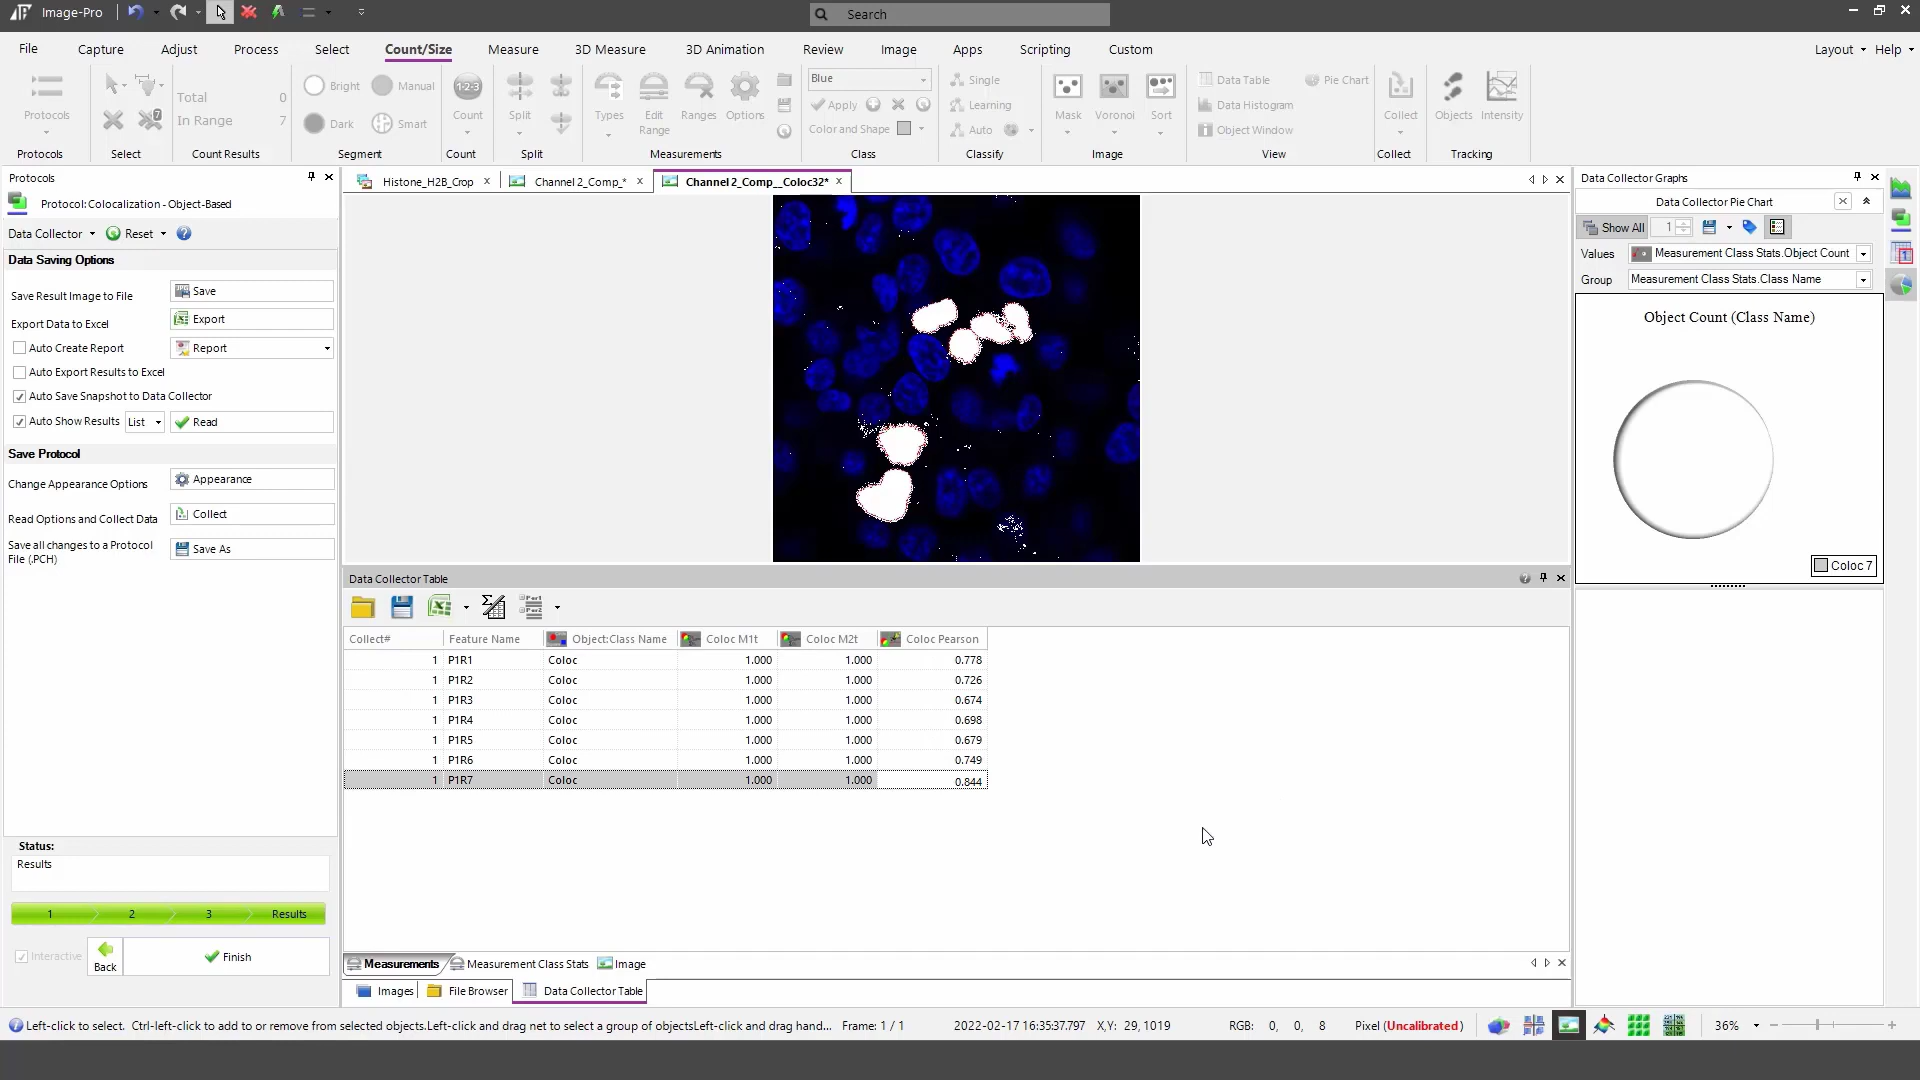 Image-Pro
Search
File Capture Adjust Process Select Count/Size Measure 3D Measure 3D Animation Review Image Apps Scripting Custom Layout Help
Protocols
Protocols
Select
Total 0
In Range 7
Count Results
Bright Manual
Dark Smart
Segment
Count
Count
Split
Split
Types Edit Range Ranges Options
Measurements
Blue
Apply
Color and Shape
Class
Single
Learning
Auto
Classify
Mask Voronoi Sort
Image
Data Table Pie Chart
Data Histogram
Object Window
View
Collect
Collect
Objects Intensity
Tracking
Protocols
Protocol: Colocalization - Object-Based
Data Collector Reset
Data Saving Options
Save Result Image to File Save
Export Data to Excel Export
Auto Create Report Report
Auto Export Results to Excel
Auto Save Snapshot to Data Collector
Auto Show Results List Read
Save Protocol
Change Appearance Options Appearance
Read Options and Collect Data Collect
Save all changes to a Protocol File (.PCH) Save As
Status:
Results
1 2 3 Results
Interactive Back Finish
Histone_H2B_Crop Channel 2_Comp_* Channel 2_Comp__Coloc32*
Data Collector Table
Collect# Feature Name Object:Class Name Coloc M1t Coloc M2t Coloc Pearson
1 P1R1 Coloc 1.000 1.000 0.778
1 P1R2 Coloc 1.000 1.000 0.726
1 P1R3 Coloc 1.000 1.000 0.674
1 P1R4 Coloc 1.000 1.000 0.698
1 P1R5 Coloc 1.000 1.000 0.679
1 P1R6 Coloc 1.000 1.000 0.749
1 P1R7 Coloc 1.000 1.000 0.844
Measurements Measurement Class Stats Image
Images File Browser Data Collector Table
Data Collector Graphs
Data Collector Pie Chart
Show All 1
Values Measurement Class Stats.Object Count
Group Measurement Class Stats.Class Name
Object Count (Class Name)
Coloc 7
Left-click to select. Ctrl-left-click to add to or remove from selected objects.Left-click and drag net to select a group of objectsLeft-click and drag hand... Frame: 1 / 1 2022-02-17 16:35:37.797 X,Y: 29, 1019 RGB: 0, 0, 8 Pixel (Uncalibrated) 36%